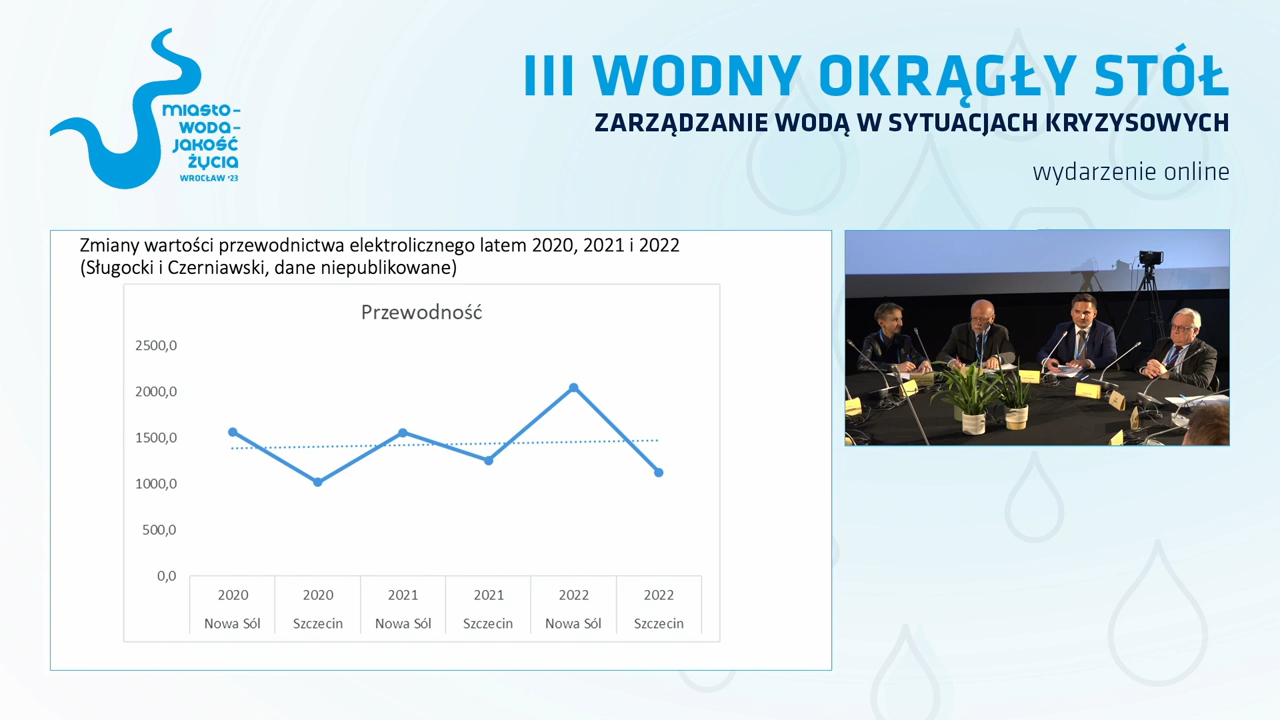 miasto-
woda-
jakość
życia
WROCŁAW '23
III WODNY OKRĄGŁY STÓŁ
ZARZĄDZANIE WODĄ W SYTUACJACH KRYZYSOWYCH
wydarzenie online
Zmiany wartości przewodnictwa elektrolicznego latem 2020, 2021 i 2022
(Sługocki i Czerniawski, dane niepublikowane)
Przewodność
2500,0
2000,0
1500,0
1000,0
500,0
0,0
2020 2020 2021 2021 2022 2022
Nowa Sól Szczecin Nowa Sól Szczecin Nowa Sól Szczecin